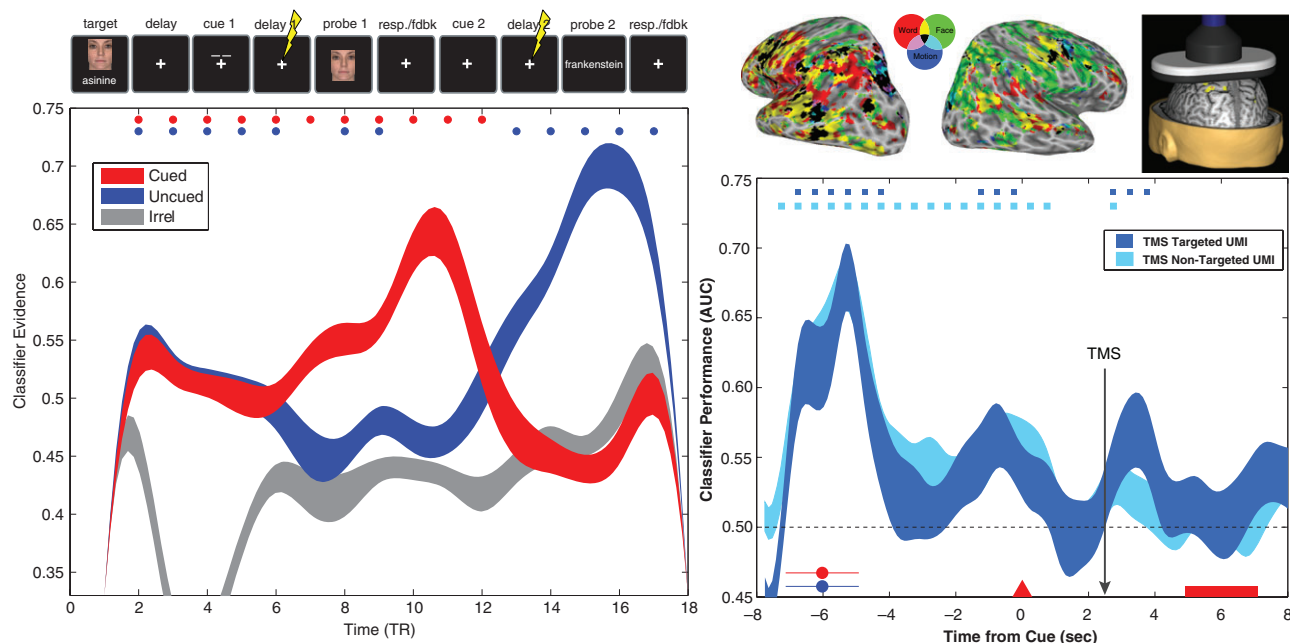 target delay cue 1 delay 1 probe 1 resp./fdbk cue 2 delay 2 probe 2 resp./fdbk
asinine
frankenstein
Word Face
Motion
0.75
0.7
0.65
0.6
0.55
0.5
0.45
0.4
0.35
Classifier Evidence
Cued
Uncued
Irrel
0 2 4 6 8 10 12 14 16 18
Time (TR)
0.75
0.70
0.65
0.60
0.55
0.50
0.45
Classifier Performance (AUC)
TMS Targeted UMI
TMS Non-Targeted UMI
TMS
−8 −6 −4 −2 0 2 4 6 8
Time from Cue (sec)